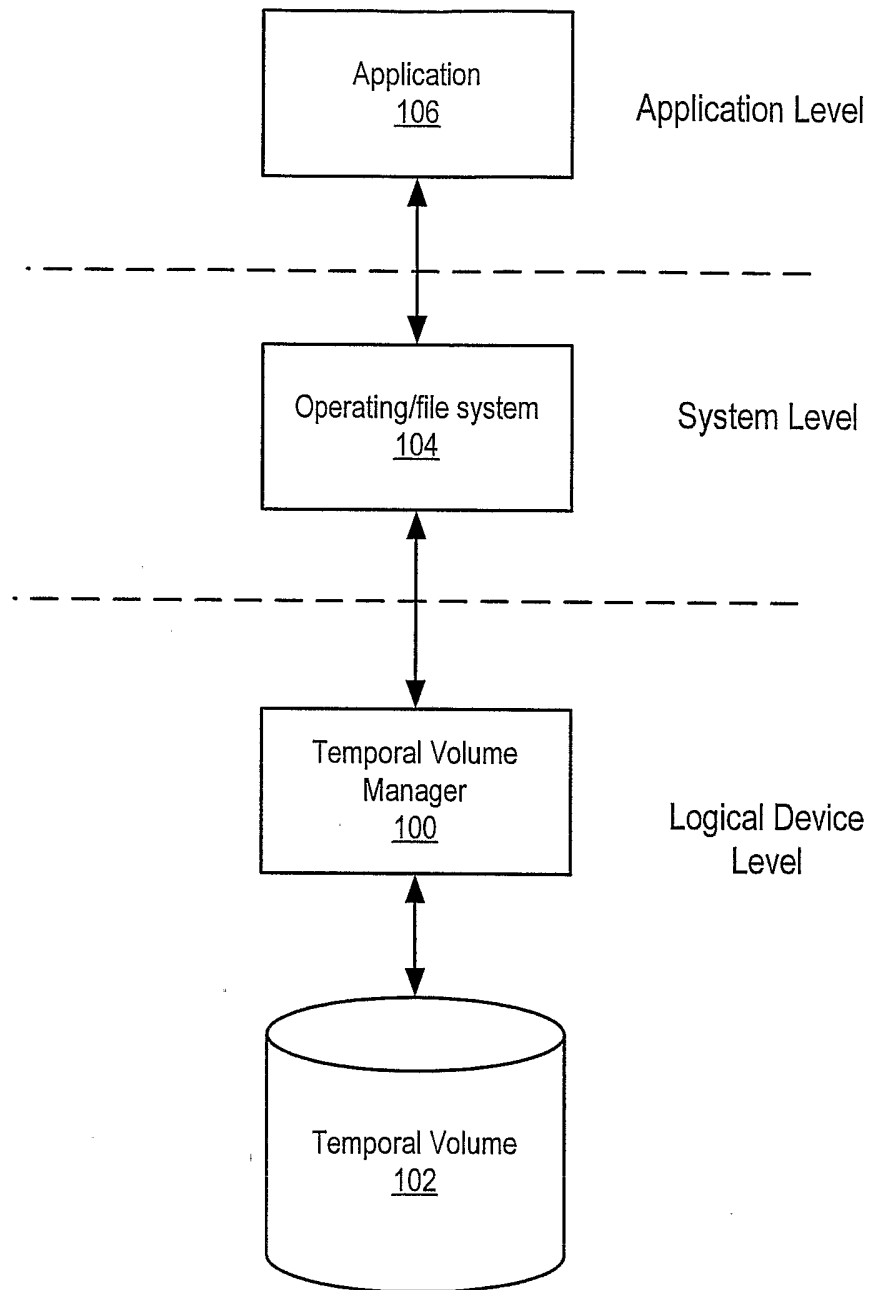 Application
106
Application Level
Operating/file system
104
System Level
Temporal Volume
Manager
100
Logical Device
Level
Temporal Volume
102